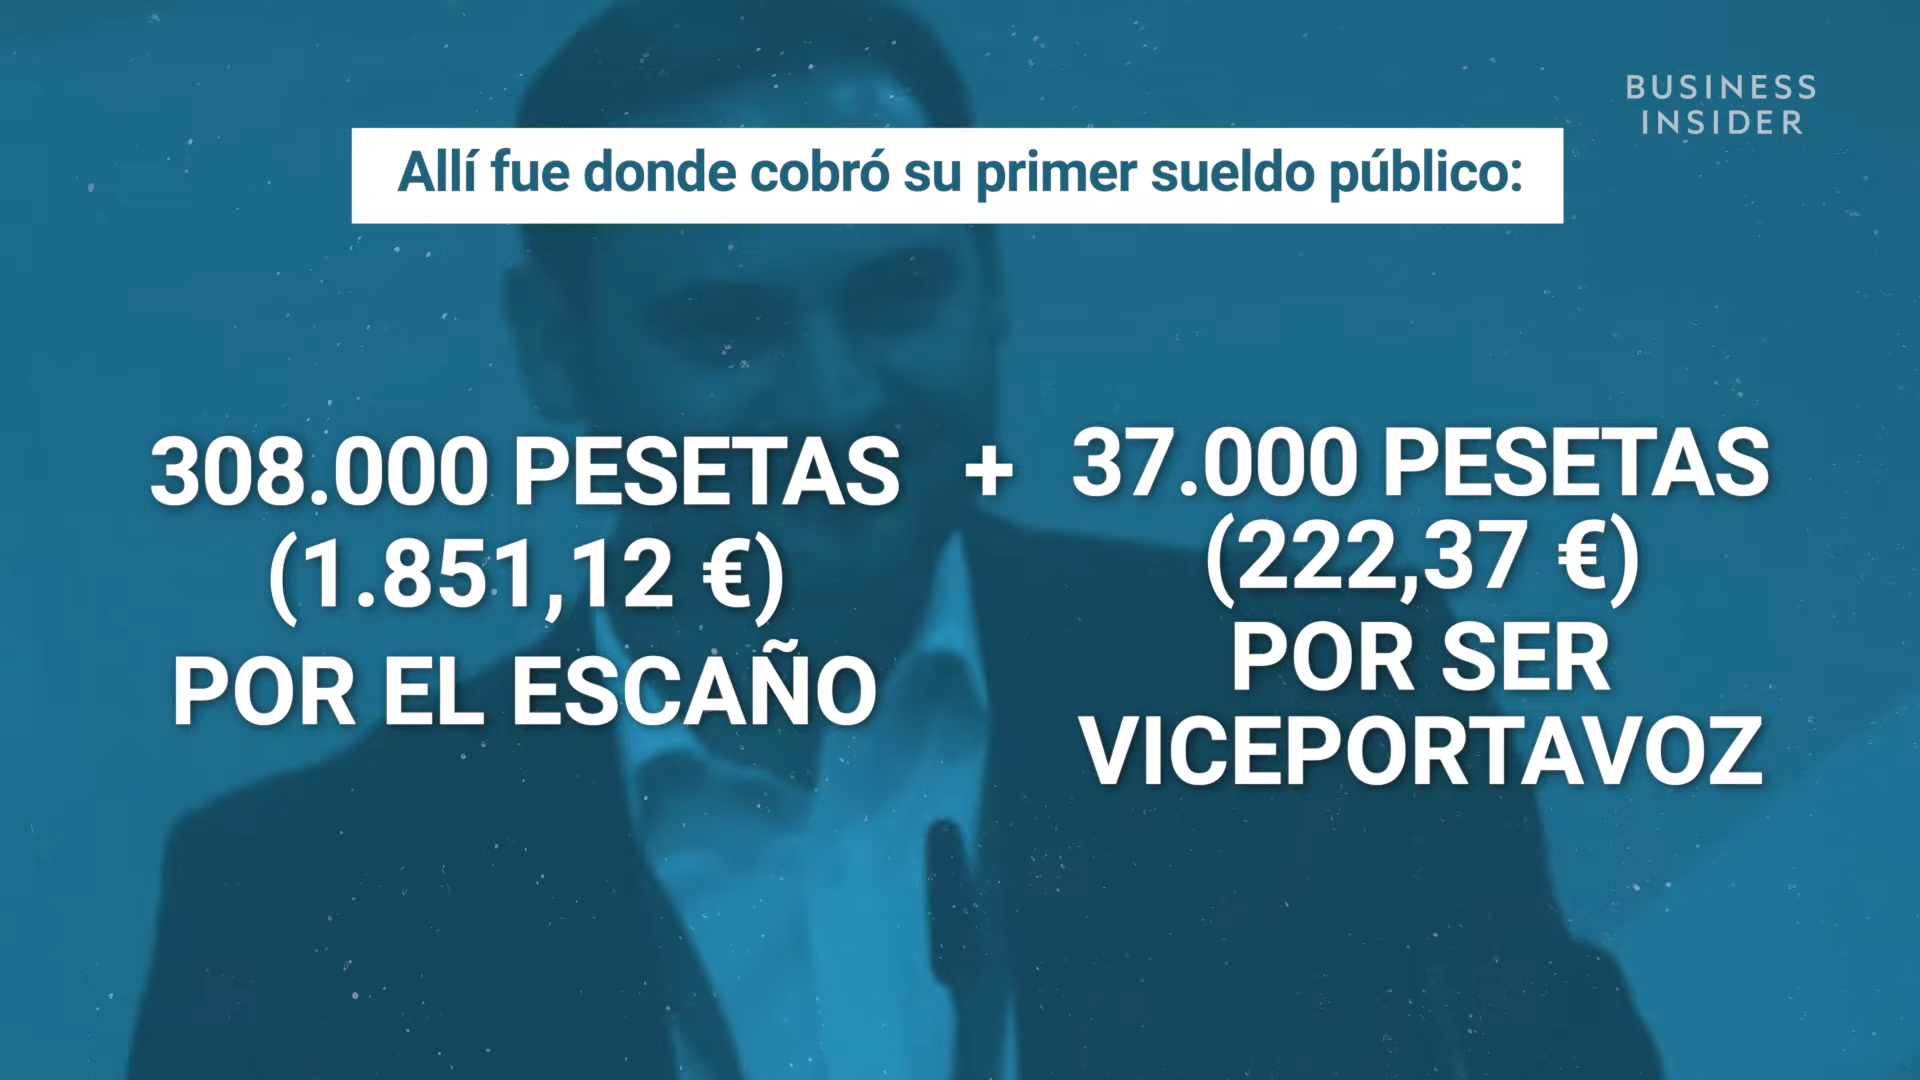 BUSINESS
INSIDER
Allí fue donde cobró su primer sueldo público:
308.000 PESETAS
(1.851,12 €)
POR EL ESCAÑO
+
37.000 PESETAS
(222,37 €)
POR SER
VICEPORTAVOZ